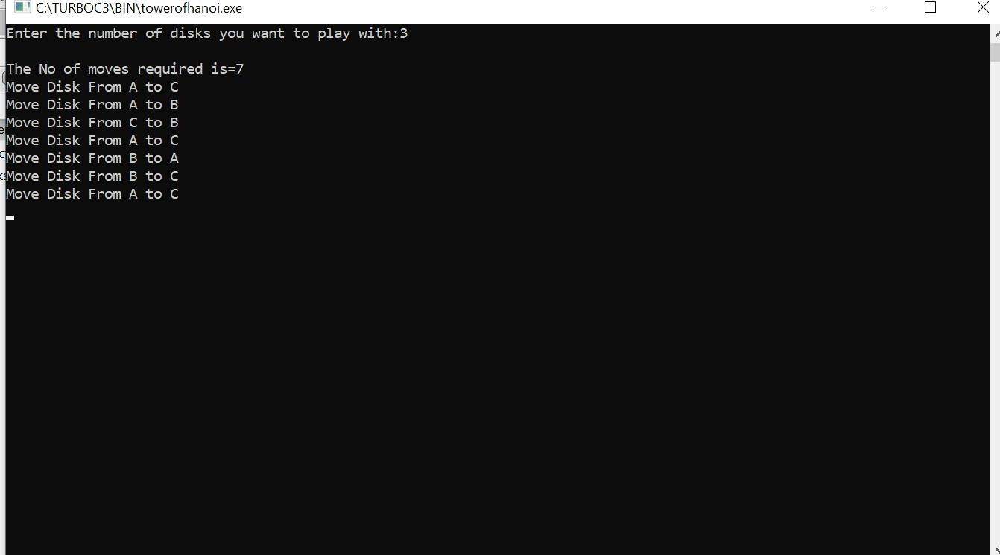 C:\TURBOC3\BIN\towerofhanoi.exe
Enter the number of disks you want to play with:3
The No of moves required is=7
Move Disk From A to C
Move Disk From A to B
Move Disk From C to B
Move Disk From A to C
Move Disk From B to A
Move Disk From B to C
Move Disk From A to C